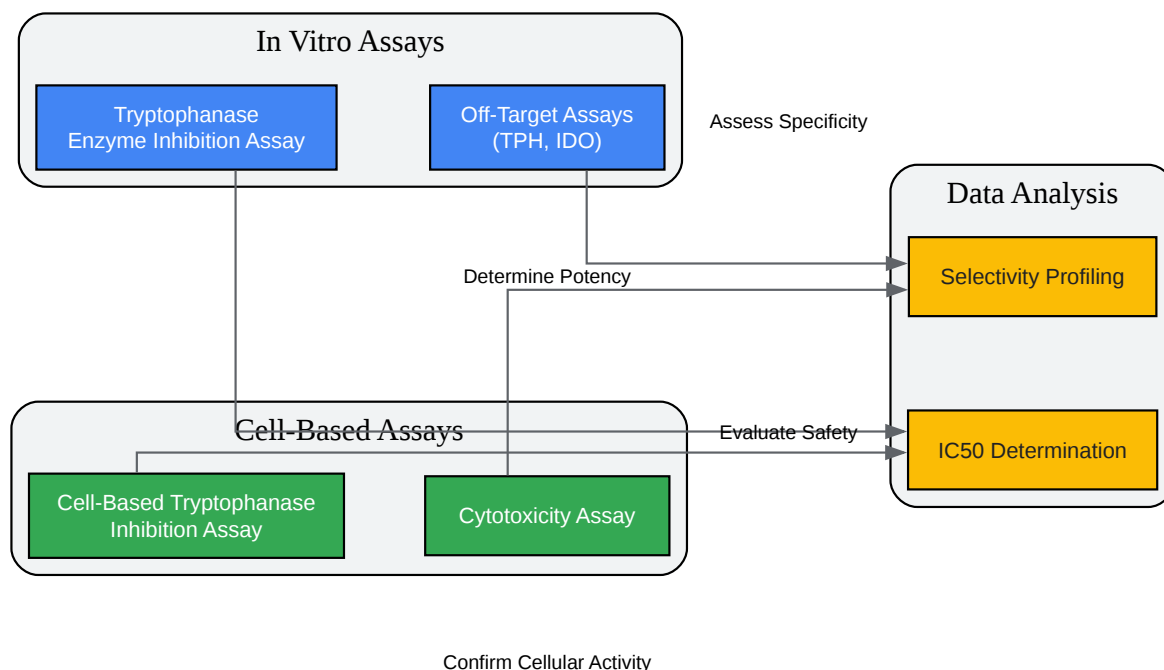 In Vitro Assays
Tryptophanase
Enzyme Inhibition Assay
Off-Target Assays
(TPH, IDO)
Assess Specificity
Data Analysis
Selectivity Profiling
Determine Potency
Cell-Based Assays
Evaluate Safety
IC50 Determination
Cell-Based Tryptophanase
Inhibition Assay
Cytotoxicity Assay
Confirm Cellular Activity